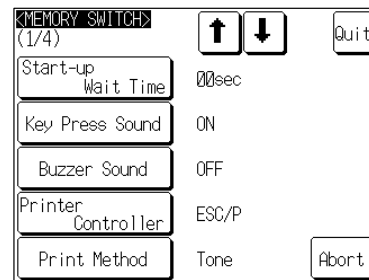 <MEMORY SWITCH>
(1/4)
Quit
Start-up
Wait Time
00sec
Key Press Sound
ON
Buzzer Sound
OFF
Printer
Controller
ESC/P
Print Method
Tone
Abort